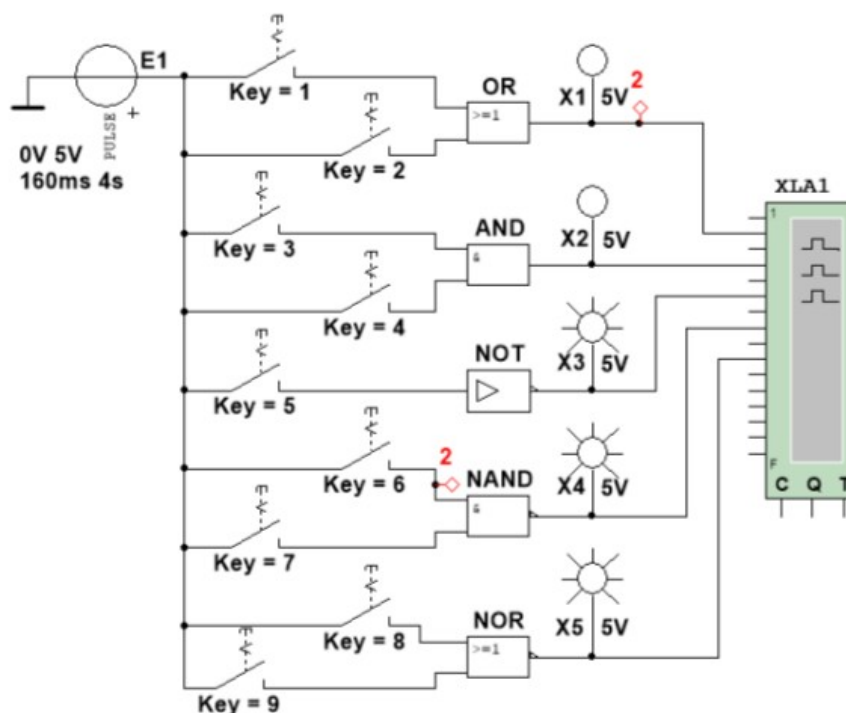 E1
+
PULSE
0V 5V
160ms 4s
Key = 1
Key = 2
OR
>=1
X1 5V
2
Key = 3
Key = 4
AND
&
X2 5V
Key = 5
NOT
X3 5V
Key = 6
2
Key = 7
NAND
&
X4 5V
Key = 8
Key = 9
NOR
>=1
X5 5V
XLA1
1
F
C Q T